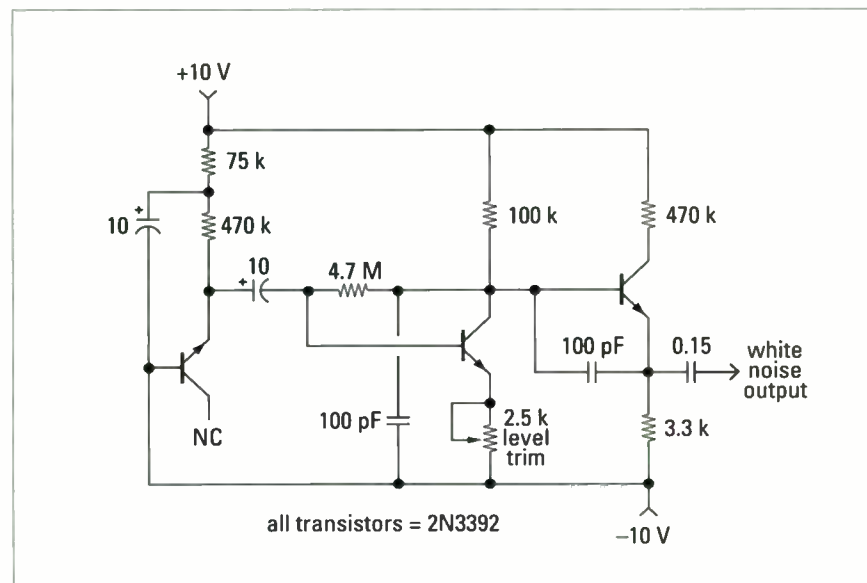 +10 V
75 k
+
10
470 k
100 k
470 k
10
+
4.7 M
100 pF
0.15
white
noise
output
NC
100 pF
2.5 k
level
trim
3.3 k
all transistors = 2N3392
−10 V